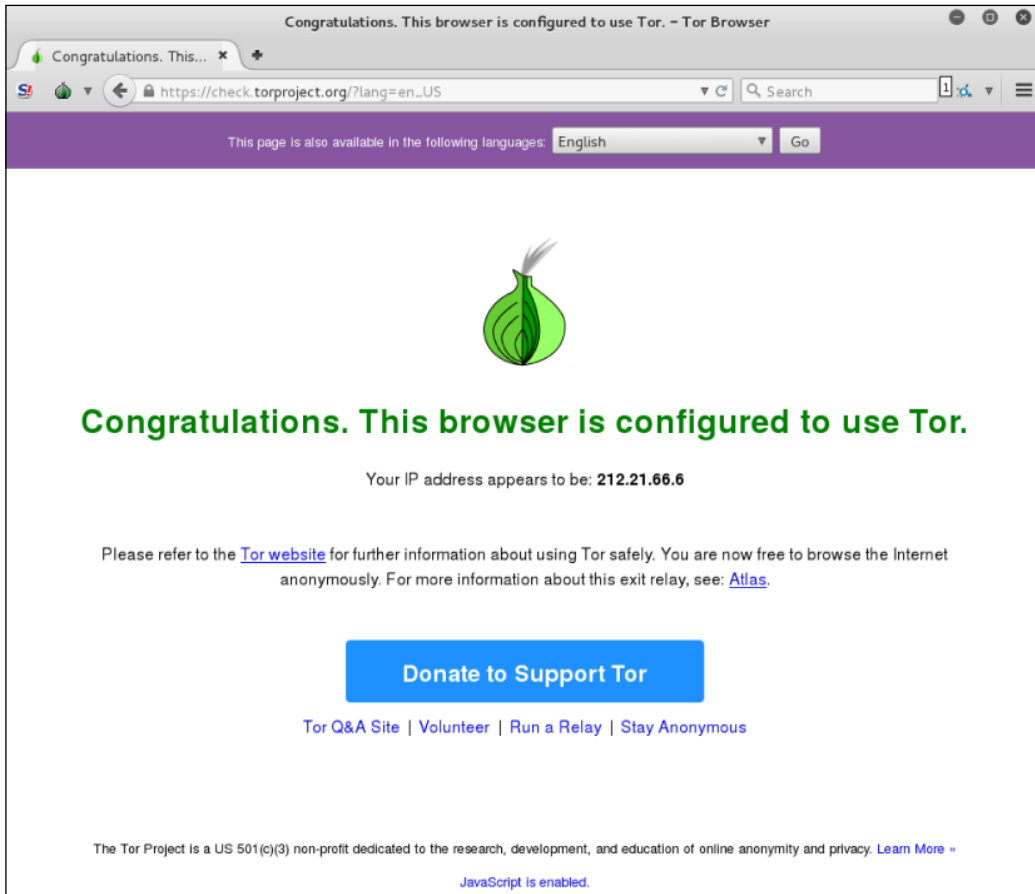 Congratulations. This browser is configured to use Tor. – Tor Browser
Congratulations. This...
https://check.torproject.org/?lang=en_US
Search
1
This page is also available in the following languages: English Go
Congratulations. This browser is configured to use Tor.
Your IP address appears to be: 212.21.66.6
Please refer to the Tor website for further information about using Tor safely. You are now free to browse the Internet
anonymously. For more information about this exit relay, see: Atlas.
Donate to Support Tor
Tor Q&A Site | Volunteer | Run a Relay | Stay Anonymous
The Tor Project is a US 501(c)(3) non-profit dedicated to the research, development, and education of online anonymity and privacy. Learn More »
JavaScript is enabled.